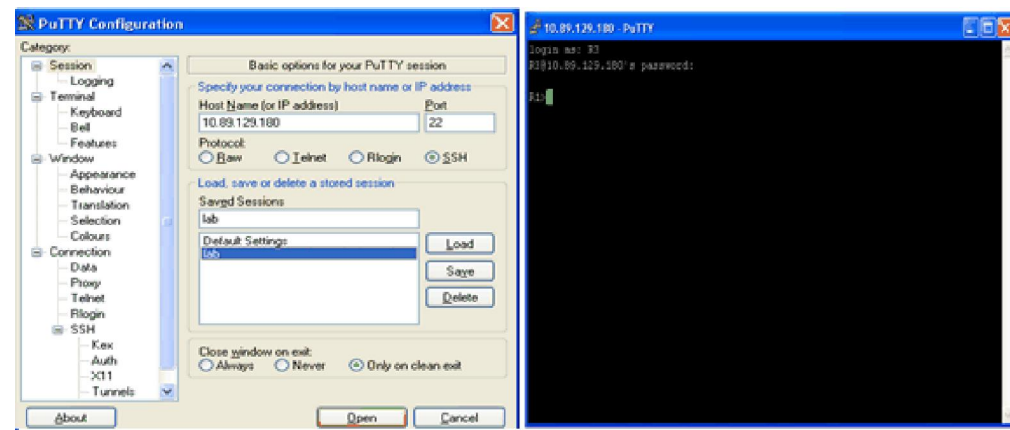 PuTTY Configuration
Category:
Session
Logging
Terminal
Keyboard
Bell
Features
Window
Appearance
Behaviour
Translation
Selection
Colours
Connection
Data
Proxy
Telnet
Rlogin
SSH
Kex
Auth
X11
Tunnels
Basic options for your PuTTY session
Specify your connection by host name or IP address
Host Name (or IP address)
Port
10.89.129.180
22
Protocol:
Raw
Telnet
Rlogin
SSH
Load, save or delete a stored session
Saved Sessions
lab
Default Settings
lab
Load
Save
Delete
Close window on exit:
Always
Never
Only on clean exit
About
Open
Cancel
10.89.129.180 - PuTTY
login as: R3
R3@10.89.129.180's password:
R1>